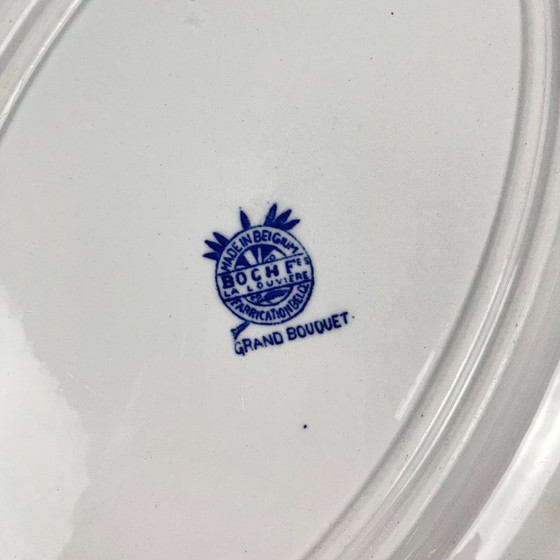 MADE IN BELGIUM
BOCH Fes
LA LOUVIÈRE
FABRICATION BELGE
GRAND BOUQUET